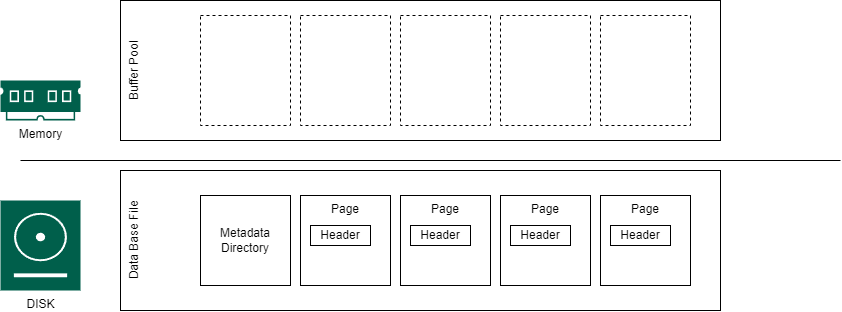 Buffer Pool
Memory
Data Base File
Metadata
Directory
Page
Header
Page
Header
Page
Header
Page
Header
DISK